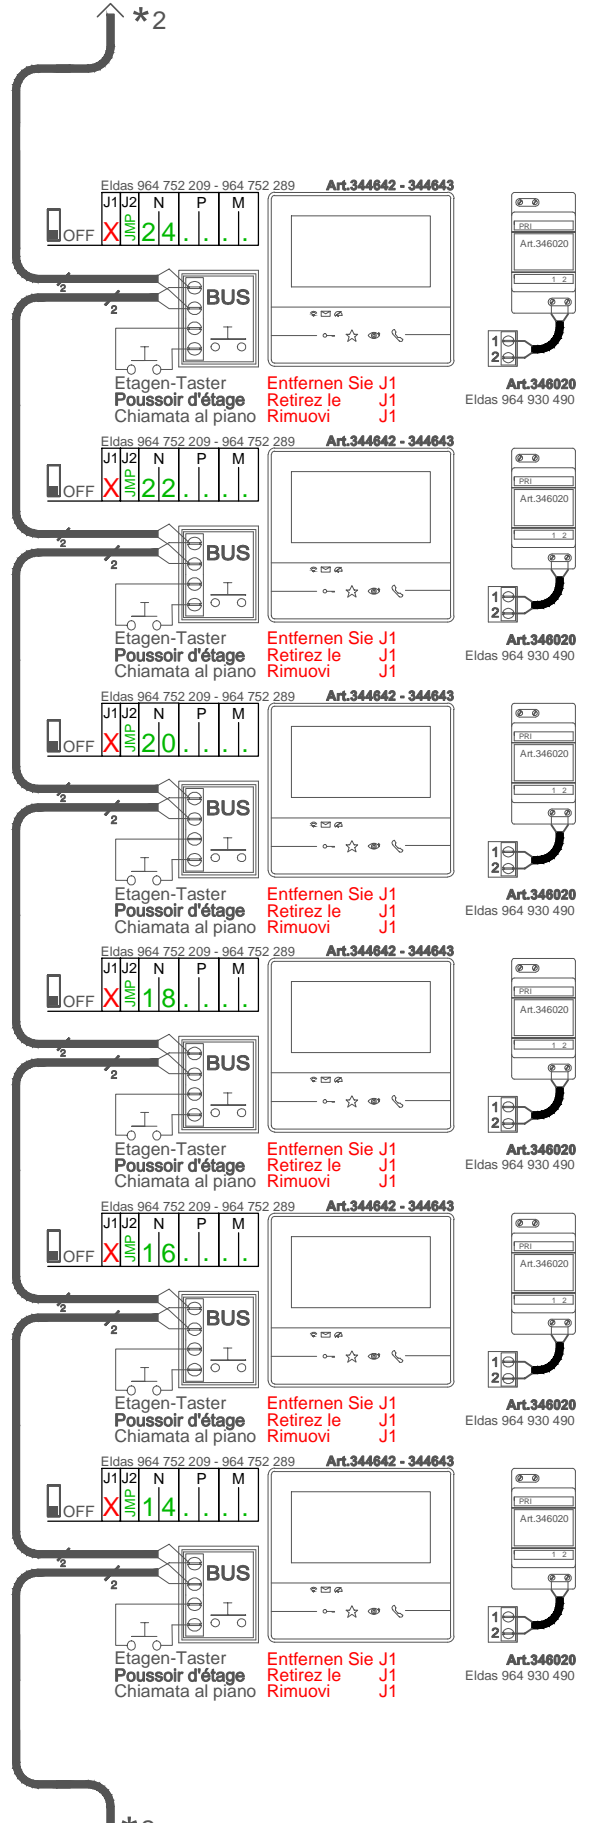 *2
Eldas 964 752 209 - 964 752 289 Art.344642 - 344643
J1 J2 N P M
OFF X JMP 2 4 . . . .
PRI
Art.346020
1 2
2
BUS
2
1
2
Etagen-Taster Entfernen Sie J1 Art.346020
Poussoir d'étage Retirez le J1 Eldas 964 930 490
Chiamata al piano Rimuovi J1
Eldas 964 752 209 - 964 752 289 Art.344642 - 344643
J1 J2 N P M
OFF X JMP 2 2 . . . .
PRI
Art.346020
1 2
2
BUS
2
1
2
Etagen-Taster Entfernen Sie J1 Art.346020
Poussoir d'étage Retirez le J1 Eldas 964 930 490
Chiamata al piano Rimuovi J1
Eldas 964 752 209 - 964 752 289 Art.344642 - 344643
J1 J2 N P M
OFF X JMP 2 0 . . . .
PRI
Art.346020
1 2
2
BUS
2
1
2
Etagen-Taster Entfernen Sie J1 Art.346020
Poussoir d'étage Retirez le J1 Eldas 964 930 490
Chiamata al piano Rimuovi J1
Eldas 964 752 209 - 964 752 289 Art.344642 - 344643
J1 J2 N P M
OFF X JMP 1 8 . . . .
PRI
Art.346020
1 2
2
BUS
2
1
2
Etagen-Taster Entfernen Sie J1 Art.346020
Poussoir d'étage Retirez le J1 Eldas 964 930 490
Chiamata al piano Rimuovi J1
Eldas 964 752 209 - 964 752 289 Art.344642 - 344643
J1 J2 N P M
OFF X JMP 1 6 . . . .
PRI
Art.346020
1 2
2
BUS
2
1
2
Etagen-Taster Entfernen Sie J1 Art.346020
Poussoir d'étage Retirez le J1 Eldas 964 930 490
Chiamata al piano Rimuovi J1
Eldas 964 752 209 - 964 752 289 Art.344642 - 344643
J1 J2 N P M
OFF X JMP 1 4 . . . .
PRI
Art.346020
1 2
2
BUS
2
1
2
Etagen-Taster Entfernen Sie J1 Art.346020
Poussoir d'étage Retirez le J1 Eldas 964 930 490
Chiamata al piano Rimuovi J1